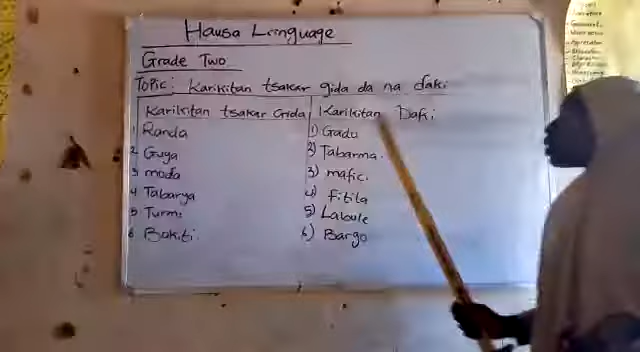 Hausa Language
Grade Two
Topic: Karikitan tsakar gida da na daki
Karikitan tsakar Gida Karikitan Daki
1 Randa 1) Gado
2 Guga 2) Tabarma.
3 moda 3) mafici
4 Tabarya 4) fitila
5 Turmi 5) Labule
6 Bokiti. 6) Bargo